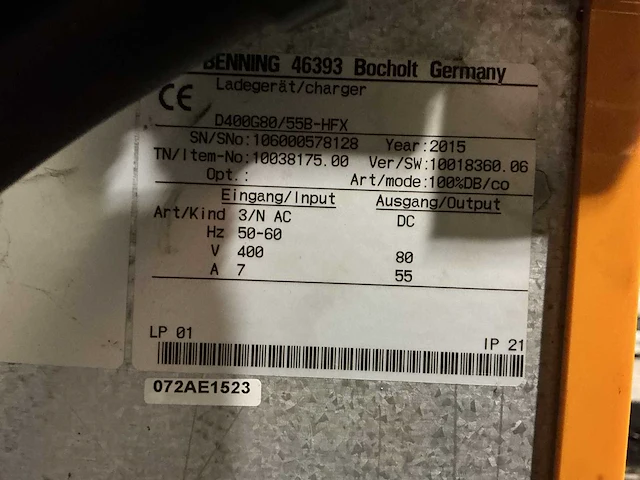 BENNING 46393 Bocholt Germany
CE Ladegerät/charger
D400G80/55B-HFX
SN/SNo:106000578128 Year:2015
TN/Item-No:10038175.00 Ver/SW:10018360.06
Opt.: Art/mode:100%DB/co
Eingang/Input Ausgang/Output
Art/Kind 3/N AC DC
Hz 50-60
V 400 80
A 7 55
LP 01 IP 21
072AE1523